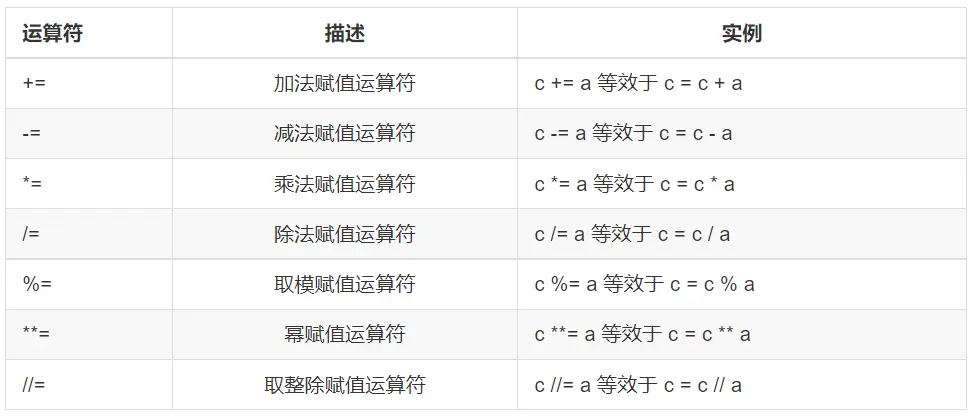 运算符 描述 实例
+= 加法赋值运算符 c += a 等效于 c = c + a
-= 减法赋值运算符 c -= a 等效于 c = c - a
*= 乘法赋值运算符 c *= a 等效于 c = c * a
/= 除法赋值运算符 c /= a 等效于 c = c / a
%= 取模赋值运算符 c %= a 等效于 c = c % a
**= 幂赋值运算符 c **= a 等效于 c = c ** a
//= 取整除赋值运算符 c //= a 等效于 c = c // a